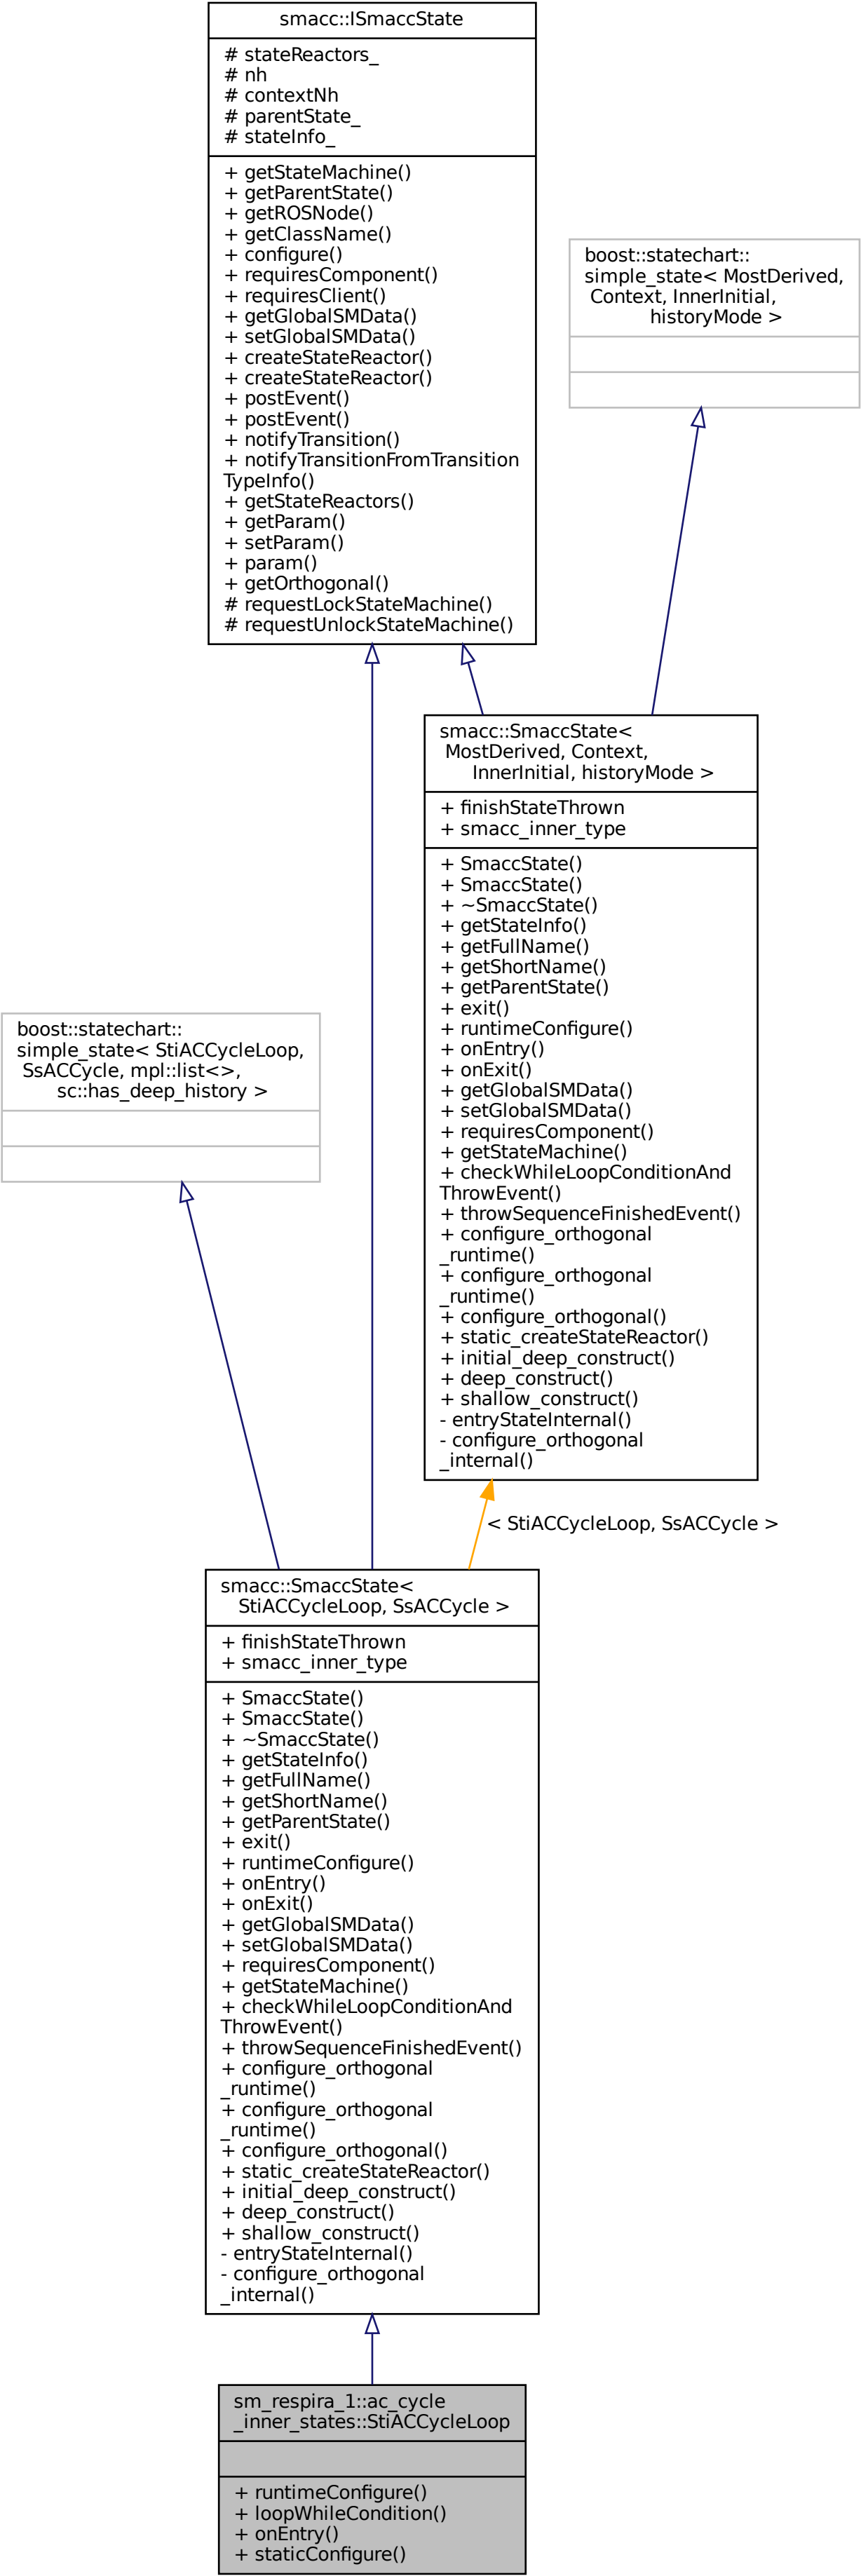 smacc::ISmaccState
# stateReactors_
# nh
# contextNh
# parentState_
# stateInfo_
+ getStateMachine()
+ getParentState()
+ getROSNode()
+ getClassName()
+ configure()
+ requiresComponent()
+ requiresClient()
+ getGlobalSMData()
+ setGlobalSMData()
+ createStateReactor()
+ createStateReactor()
+ postEvent()
+ postEvent()
+ notifyTransition()
+ notifyTransitionFromTransition
TypeInfo()
+ getStateReactors()
+ getParam()
+ setParam()
+ param()
+ getOrthogonal()
# requestLockStateMachine()
# requestUnlockStateMachine()
boost::statechart::
simple_state< MostDerived,
Context, InnerInitial,
historyMode >
smacc::SmaccState<
MostDerived, Context,
InnerInitial, historyMode >
+ finishStateThrown
+ smacc_inner_type
+ SmaccState()
+ SmaccState()
+ ~SmaccState()
+ getStateInfo()
+ getFullName()
+ getShortName()
+ getParentState()
+ exit()
+ runtimeConfigure()
+ onEntry()
+ onExit()
+ getGlobalSMData()
+ setGlobalSMData()
+ requiresComponent()
+ getStateMachine()
+ checkWhileLoopConditionAnd
ThrowEvent()
+ throwSequenceFinishedEvent()
+ configure_orthogonal
_runtime()
+ configure_orthogonal
_runtime()
+ configure_orthogonal()
+ static_createStateReactor()
+ initial_deep_construct()
+ deep_construct()
+ shallow_construct()
- entryStateInternal()
- configure_orthogonal
_internal()
boost::statechart::
simple_state< StiACCycleLoop,
SsACCycle, mpl::list<>,
sc::has_deep_history >
< StiACCycleLoop, SsACCycle >
smacc::SmaccState<
StiACCycleLoop, SsACCycle >
+ finishStateThrown
+ smacc_inner_type
+ SmaccState()
+ SmaccState()
+ ~SmaccState()
+ getStateInfo()
+ getFullName()
+ getShortName()
+ getParentState()
+ exit()
+ runtimeConfigure()
+ onEntry()
+ onExit()
+ getGlobalSMData()
+ setGlobalSMData()
+ requiresComponent()
+ getStateMachine()
+ checkWhileLoopConditionAnd
ThrowEvent()
+ throwSequenceFinishedEvent()
+ configure_orthogonal
_runtime()
+ configure_orthogonal
_runtime()
+ configure_orthogonal()
+ static_createStateReactor()
+ initial_deep_construct()
+ deep_construct()
+ shallow_construct()
- entryStateInternal()
- configure_orthogonal
_internal()
sm_respira_1::ac_cycle
_inner_states::StiACCycleLoop
+ runtimeConfigure()
+ loopWhileCondition()
+ onEntry()
+ staticConfigure()